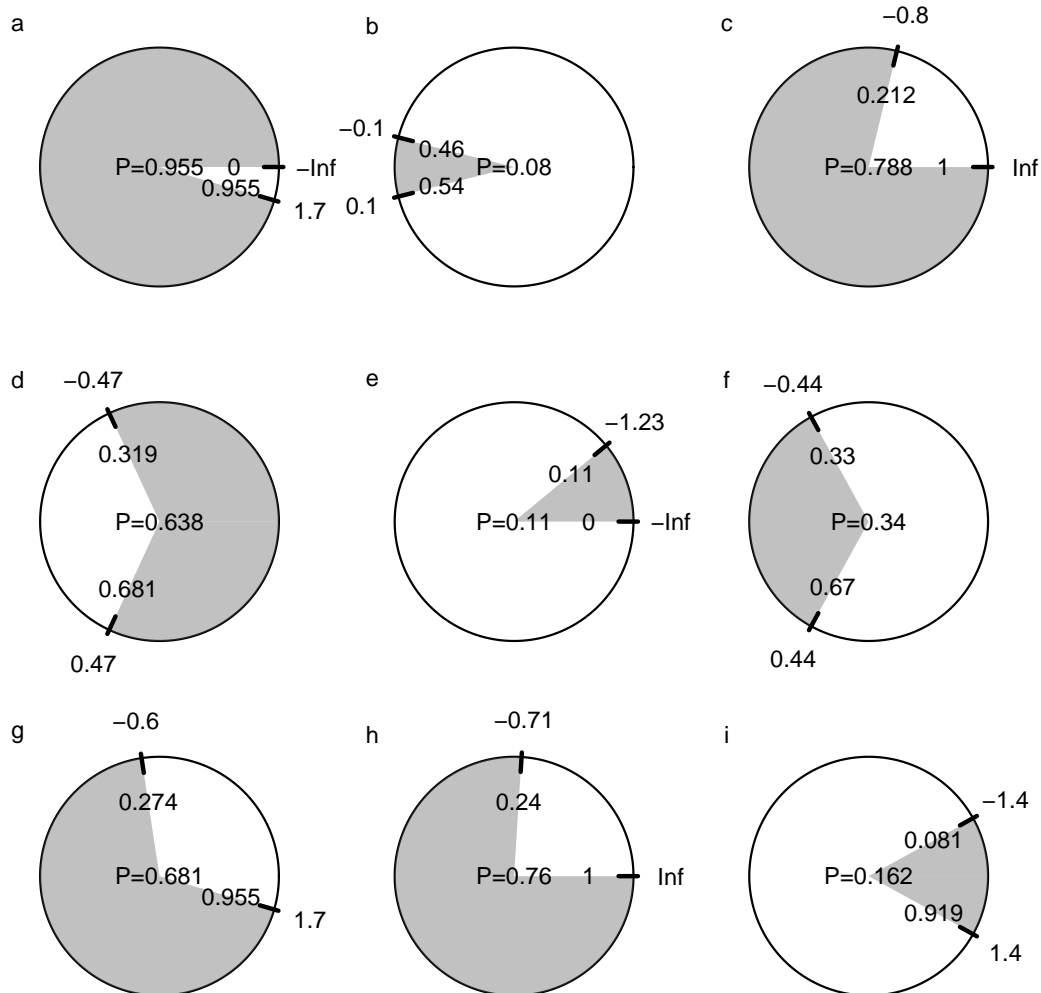 a
P=0.955
0
−Inf
0.955
1.7
b
−0.1
0.46
P=0.08
0.54
0.1
c
−0.8
0.212
P=0.788
1
Inf
d
−0.47
0.319
P=0.638
0.681
0.47
e
−1.23
0.11
P=0.11
0
−Inf
f
−0.44
0.33
P=0.34
0.67
0.44
g
−0.6
0.274
P=0.681
0.955
1.7
h
−0.71
0.24
P=0.76
1
Inf
i
−1.4
0.081
P=0.162
0.919
1.4